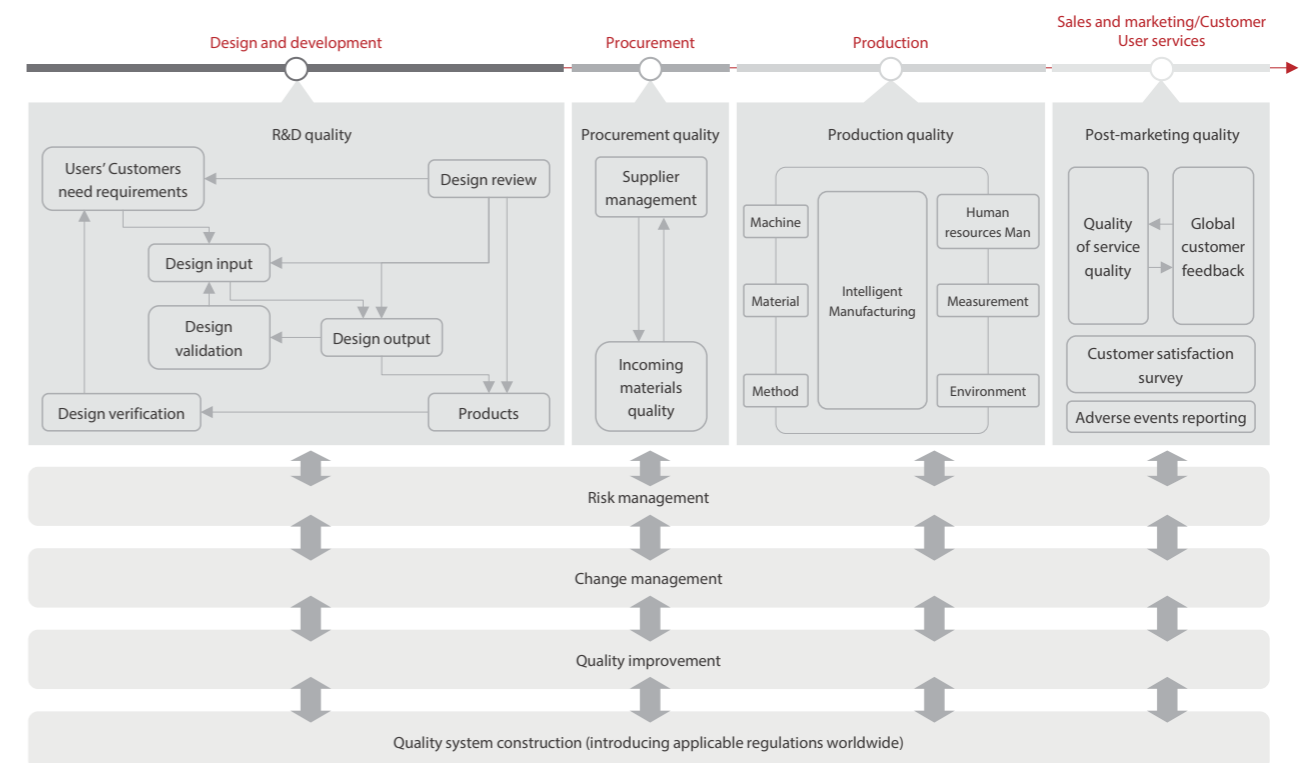 Design and development
Procurement
Production
Sales and marketing/Customer
User services
R&D quality
Users' Customers
need requirements
Design review
Design input
Design
validation
Design output
Design verification
Products
Procurement quality
Supplier
management
Incoming
materials
quality
Production quality
Machine
Material
Method
Intelligent
Manufacturing
Human
resources Man
Measurement
Environment
Post-marketing quality
Quality
of service
quality
Global
customer
feedback
Customer satisfaction
survey
Adverse events reporting
Risk management
Change management
Quality improvement
Quality system construction (introducing applicable regulations worldwide)